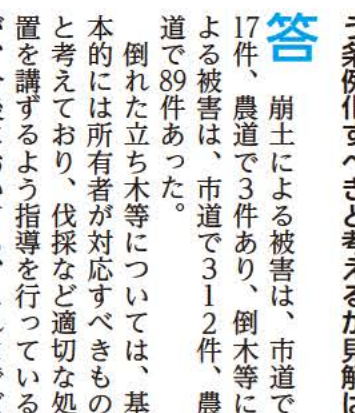 う条例化すべきと考えるが見解は
答 崩土による被害は、市道で
17件、農道で3件あり、倒木等に
よる被害は、市道で312件、農
道で89件あった。
倒れた立ち木等については、基
本的には所有者が対応すべきもの
と考えており、伐採など適切な処
置を講ずるよう指導を行っている